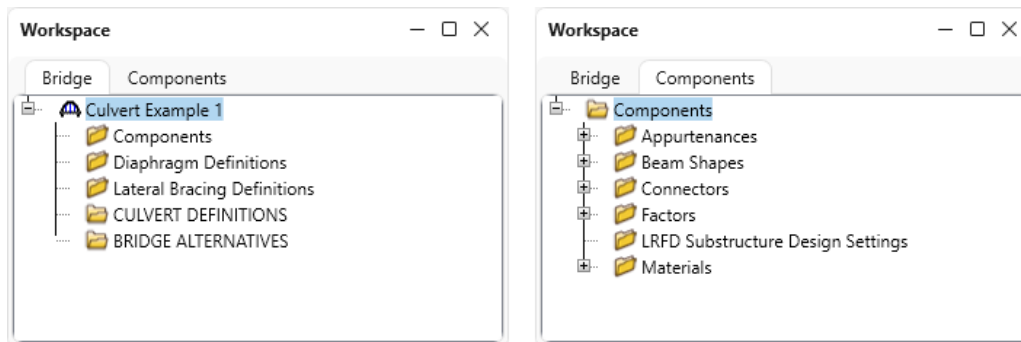 Workspace
Bridge Components
Culvert Example 1
Components
Diaphragm Definitions
Lateral Bracing Definitions
CULVERT DEFINITIONS
BRIDGE ALTERNATIVES
Workspace
Bridge Components
Components
Appurtenances
Beam Shapes
Connectors
Factors
LRFD Substructure Design Settings
Materials